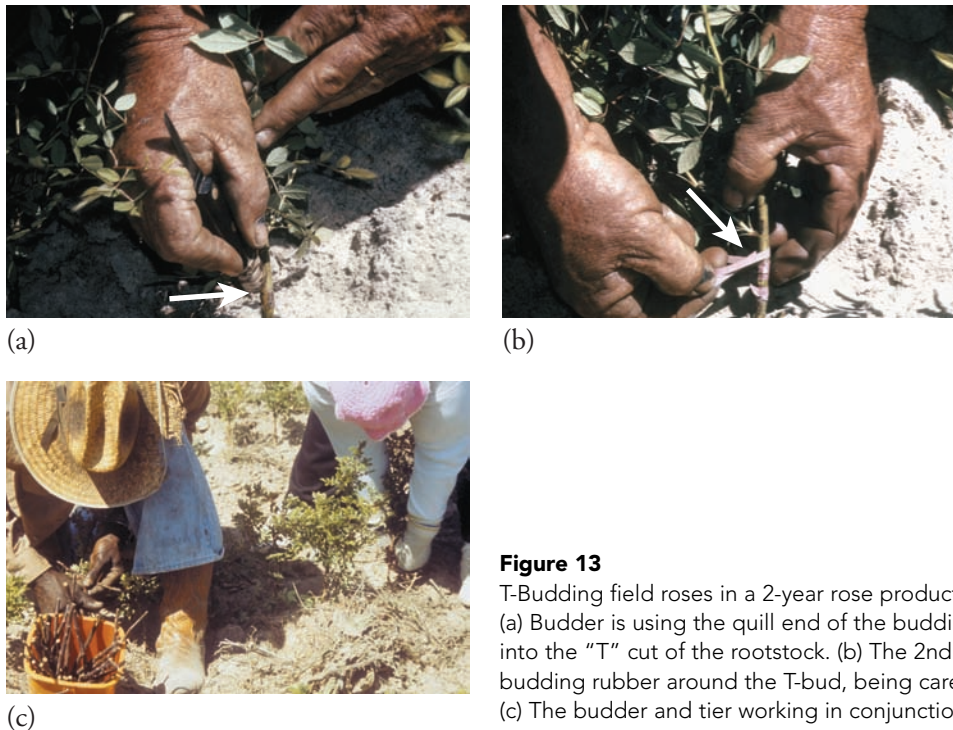 (a)
(b)
(c)
Figure 13
T-Budding field roses in a 2-year rose product
(a) Budder is using the quill end of the buddi
into the "T" cut of the rootstock. (b) The 2nd
budding rubber around the T-bud, being care
(c) The budder and tier working in conjunctio